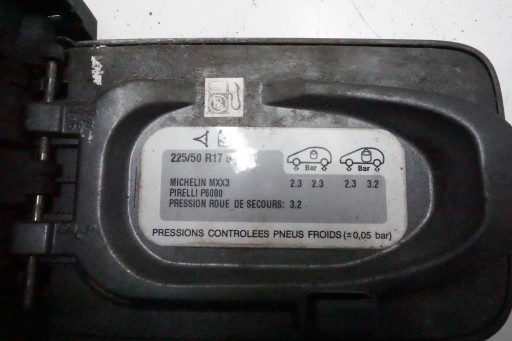 225/50 R17
Bar Bar
MICHELIN MXX3 2.3 2.3 2.3 3.2
PIRELLI P6000
PRESSION ROUE DE SECOURS: 3.2
PRESSIONS CONTROLÉES PNEUS FROIDS (±0,05 bar)